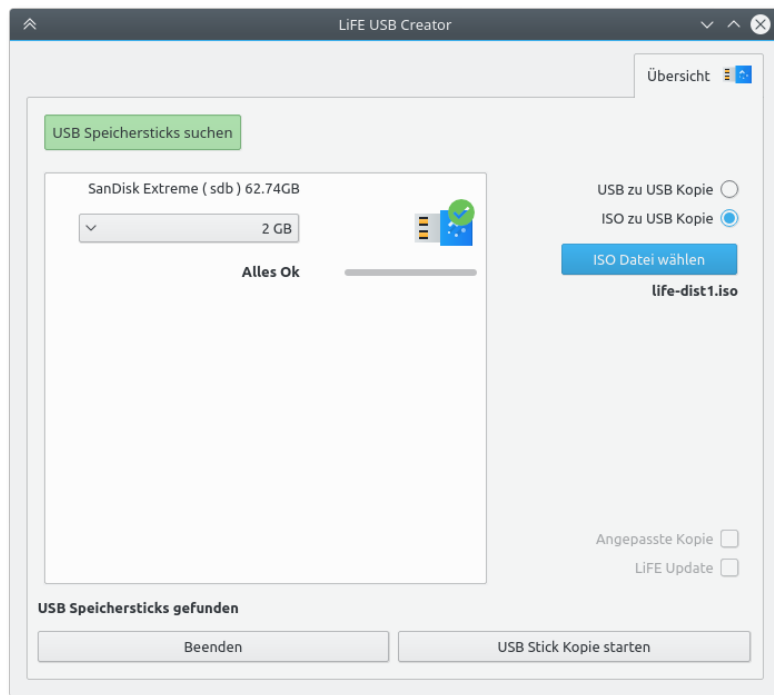 LiFE USB Creator
Übersicht
USB Speichersticks suchen
SanDisk Extreme ( sdb ) 62.74GB
2 GB
Alles Ok
USB zu USB Kopie
ISO zu USB Kopie
ISO Datei wählen
life-dist1.iso
Angepasste Kopie
LiFE Update
USB Speichersticks gefunden
Beenden
USB Stick Kopie starten